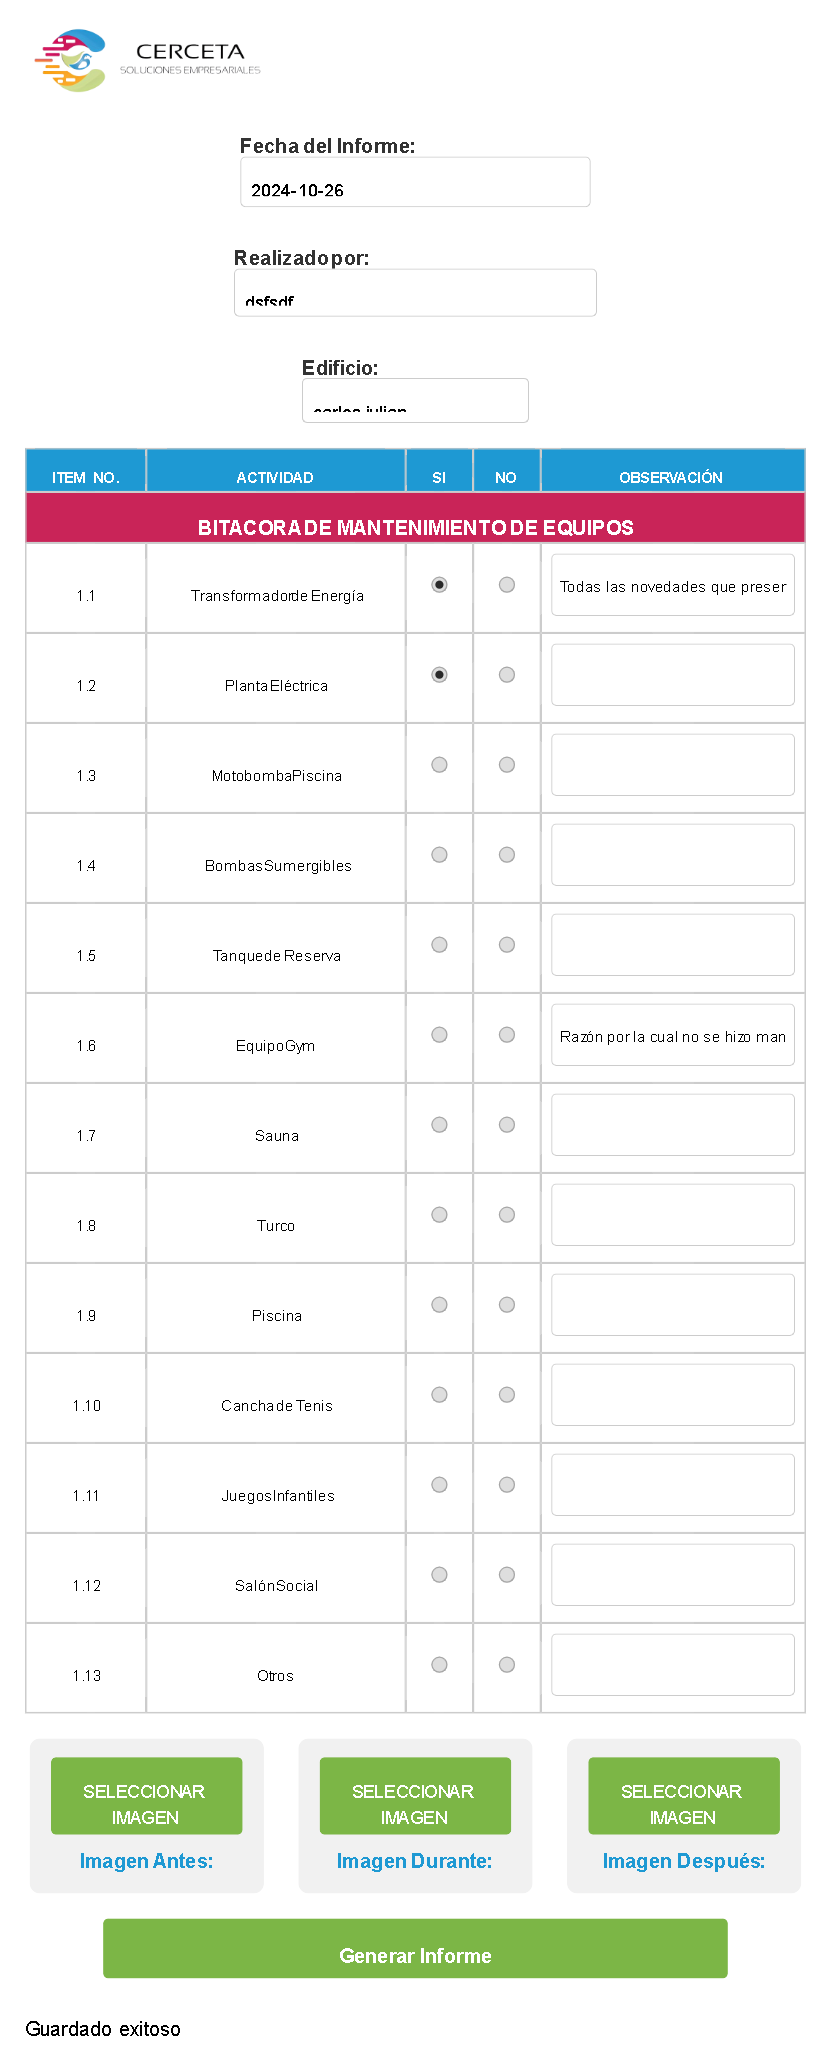 CERCETA
SOLUCIONES EMPRESARIALES
Fecha del Informe:
2024-10-26
Realizado por:
dsfsdf
Edificio:
carlos julian
ITEM NO. ACTIVIDAD SI NO OBSERVACIÓN
BITACORA DE MANTENIMIENTO DE EQUIPOS
1.1 Transformador de Energía Todas las novedades que preser
1.2 Planta Eléctrica
1.3 Motobomba Piscina
1.4 Bombas Sumergibles
1.5 Tanque de Reserva
1.6 Equipo Gym Razón por la cual no se hizo man
1.7 Sauna
1.8 Turco
1.9 Piscina
1.10 Cancha de Tenis
1.11 Juegos Infantiles
1.12 Salón Social
1.13 Otros
SELECCIONAR IMAGEN
Imagen Antes:
SELECCIONAR IMAGEN
Imagen Durante:
SELECCIONAR IMAGEN
Imagen Después:
Generar Informe
Guardado exitoso